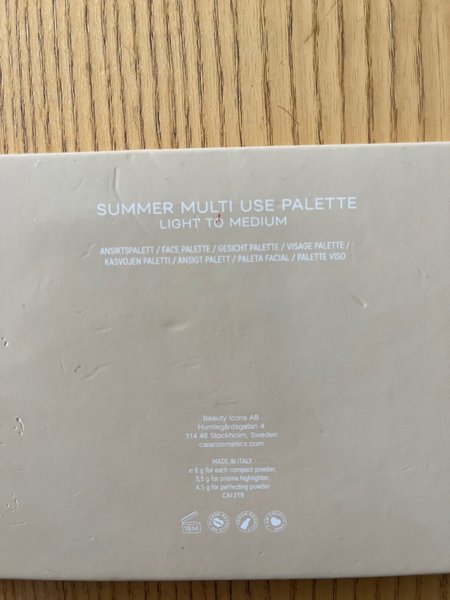 SUMMER MULTI USE PALETTE
LIGHT TO MEDIUM
ANSIKTSPALETT / FACE PALETTE / GESICHT PALETTE / VISAGE PALETTE /
KASVOJEN PALETTI / ANSIGT PALETT / PALETA FACIAL / PALETTE VISO
Beauty Icons AB
Humlegårdsgatan 4
114 46 Stockholm, Sweden
caiacosmetics.com
MADE IN ITALY
e 6 g for each compact powder,
3,5 g for prisma highlighter,
4,5 g for perfecting powder
CAI 219
18M